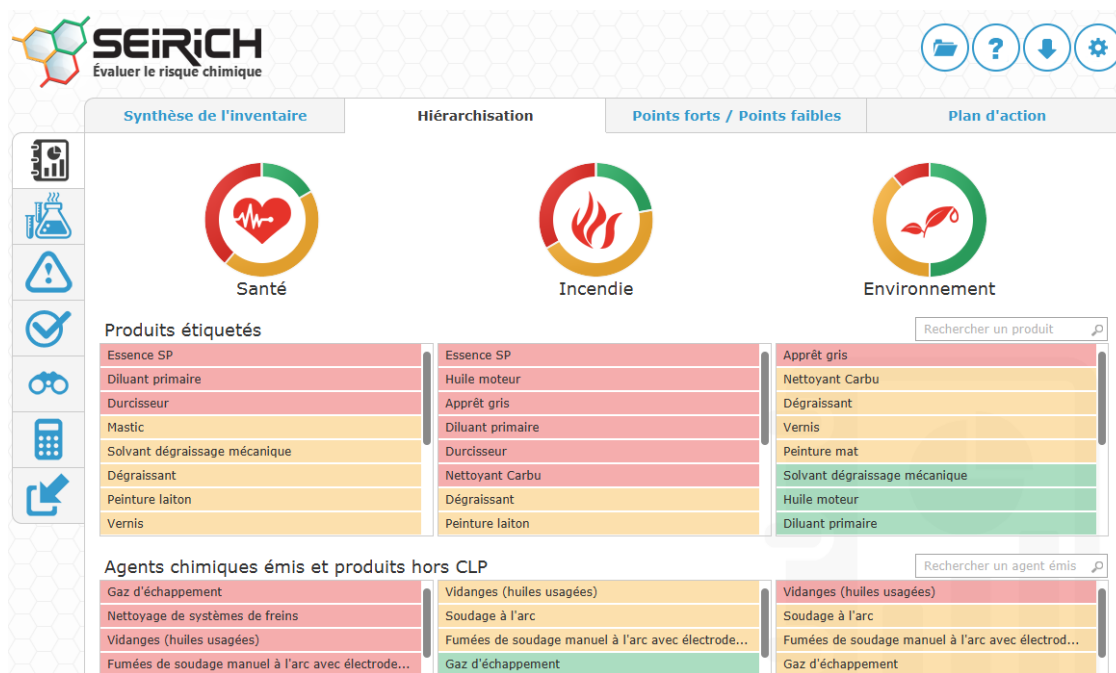 SEIRICH
Évaluer le risque chimique
?
Synthèse de l'inventaire
Hiérarchisation
Points forts / Points faibles
Plan d'action
Santé
Incendie
Environnement
Produits étiquetés
Rechercher un produit
Essence SP
Diluant primaire
Durcisseur
Mastic
Solvant dégraissage mécanique
Dégraissant
Peinture laiton
Vernis
Essence SP
Huile moteur
Apprêt gris
Diluant primaire
Durcisseur
Nettoyant Carbu
Dégraissant
Peinture laiton
Apprêt gris
Nettoyant Carbu
Dégraissant
Vernis
Peinture mat
Solvant dégraissage mécanique
Huile moteur
Diluant primaire
Agents chimiques émis et produits hors CLP
Rechercher un agent émis
Gaz d'échappement
Nettoyage de systèmes de freins
Vidanges (huiles usagées)
Fumées de soudage manuel à l'arc avec électrode...
Vidanges (huiles usagées)
Soudage à l'arc
Fumées de soudage manuel à l'arc avec électrode...
Gaz d'échappement
Vidanges (huiles usagées)
Soudage à l'arc
Fumées de soudage manuel à l'arc avec électrod...
Gaz d'échappement